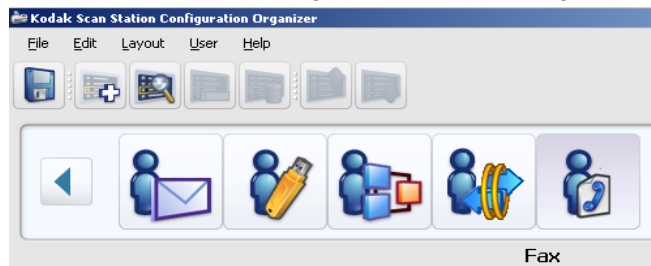 Kodak Scan Station Configuration Organizer
File Edit Layout User Help
Fax